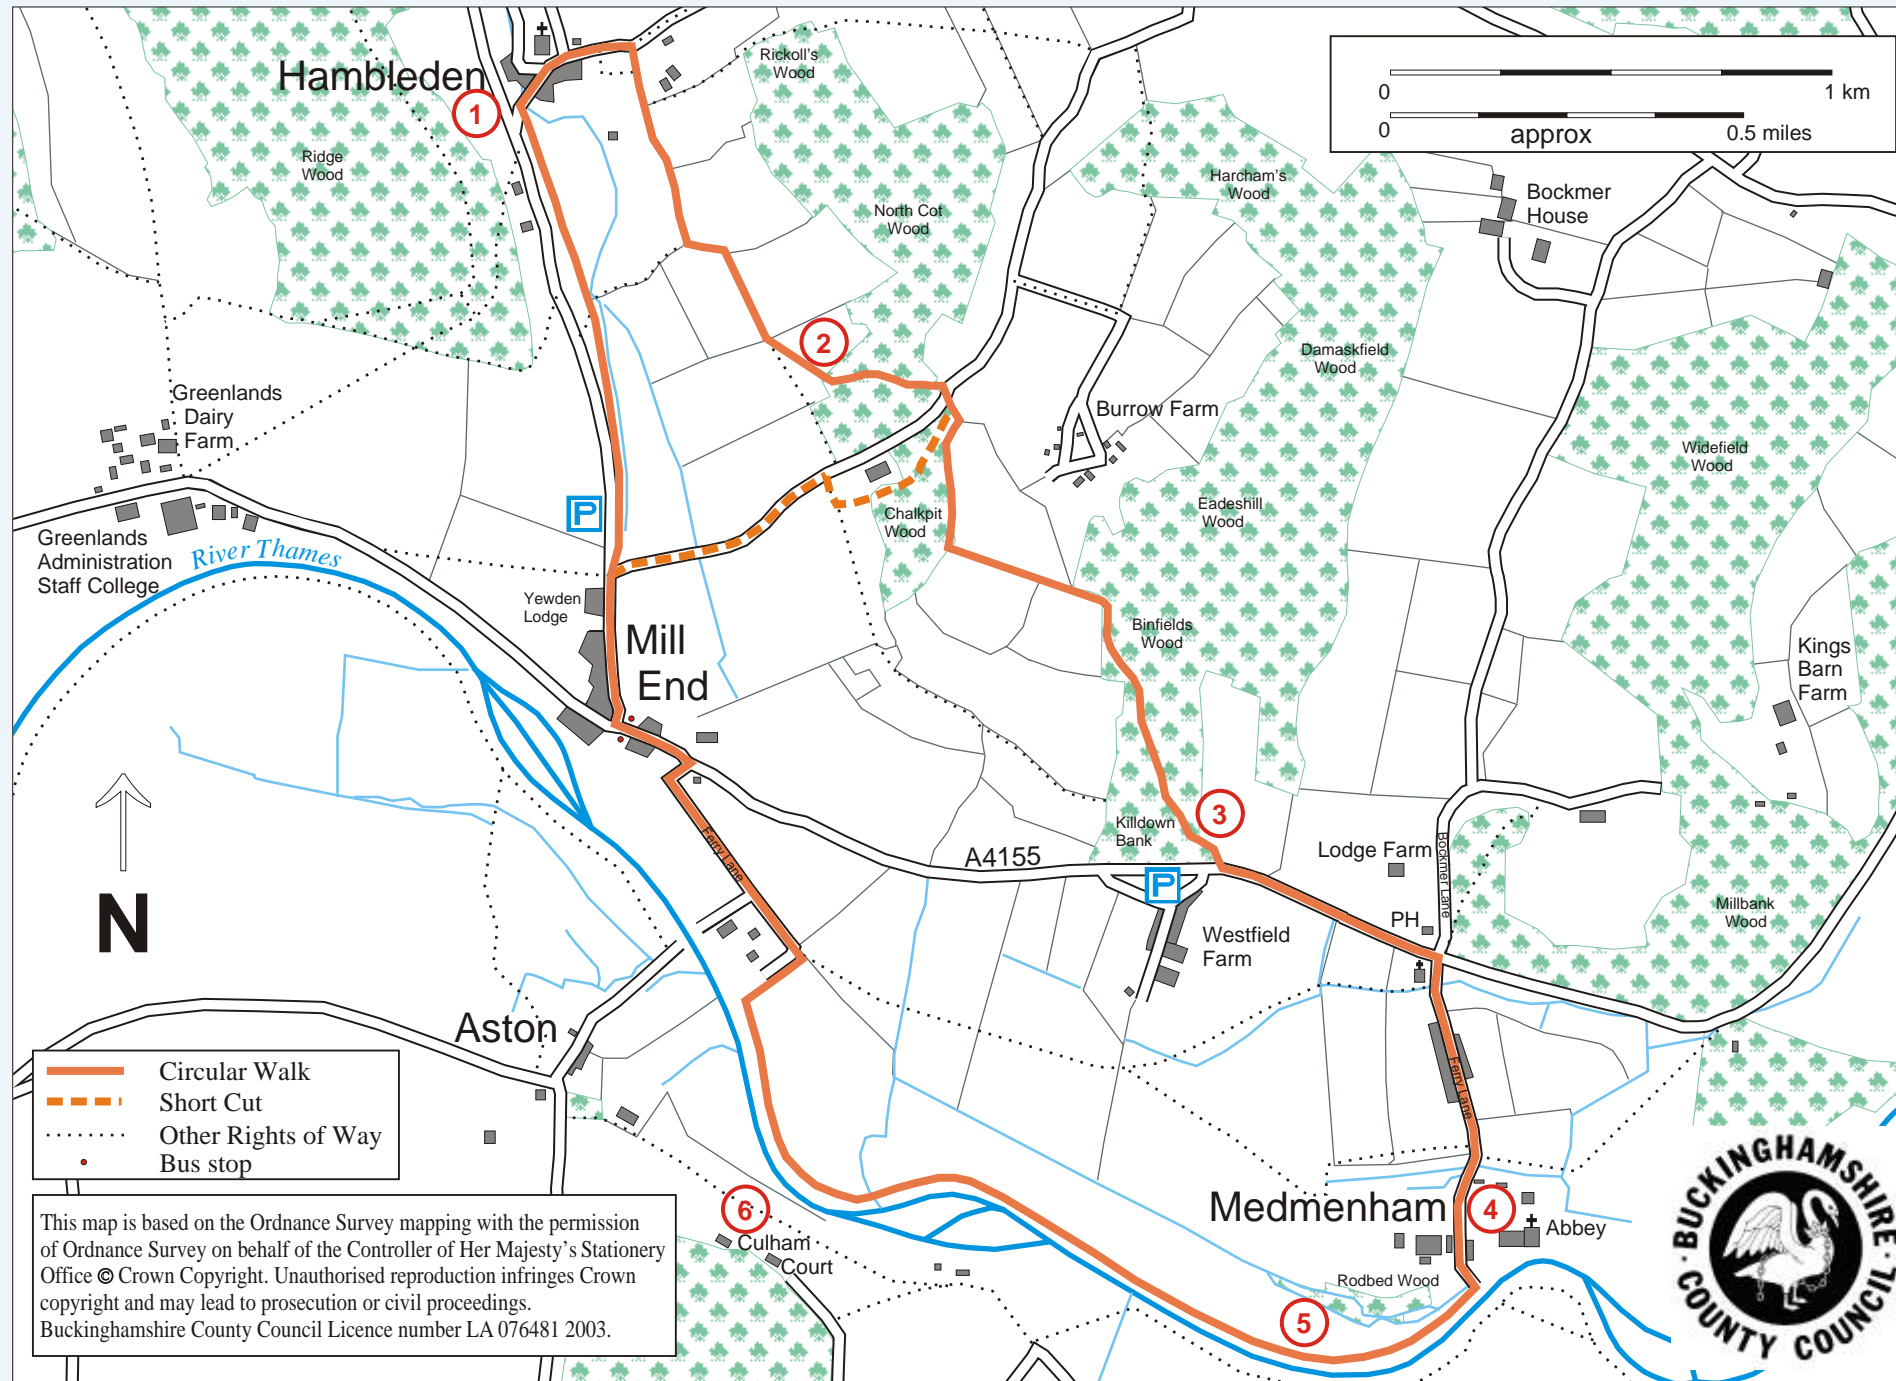 Hambleden
1
Ridge
Wood
Rickoll's
Wood
North Cot
Wood
Harcham's
Wood
0
1 km
0
approx
0.5 miles
Bockmer
House
2
Damaskfield
Wood
Greenlands
Dairy
Farm
Burrow Farm
Widefield
Wood
P
Chalkpit
Wood
Eadeshill
Wood
Greenlands
Administration
Staff College
River Thames
Yewden
Lodge
Mill
End
Binfields
Wood
Kings
Barn
Farm
3
Killdown
Bank
Ferry Lane
A4155
Lodge Farm
Bockmer Lane
P
PH
Millbank
Wood
N
Westfield
Farm
Aston
Ferry Lane
Circular Walk
Short Cut
Other Rights of Way
Bus stop
Medmenham
4
Abbey
6
Culham
Court
Rodbed Wood
5
This map is based on the Ordnance Survey mapping with the permission
of Ordnance Survey on behalf of the Controller of Her Majesty's Stationery
Office © Crown Copyright. Unauthorised reproduction infringes Crown
copyright and may lead to prosecution or civil proceedings.
Buckinghamshire County Council Licence number LA 076481 2003.
BUCKINGHAMSHIRE
COUNTY COUNCIL